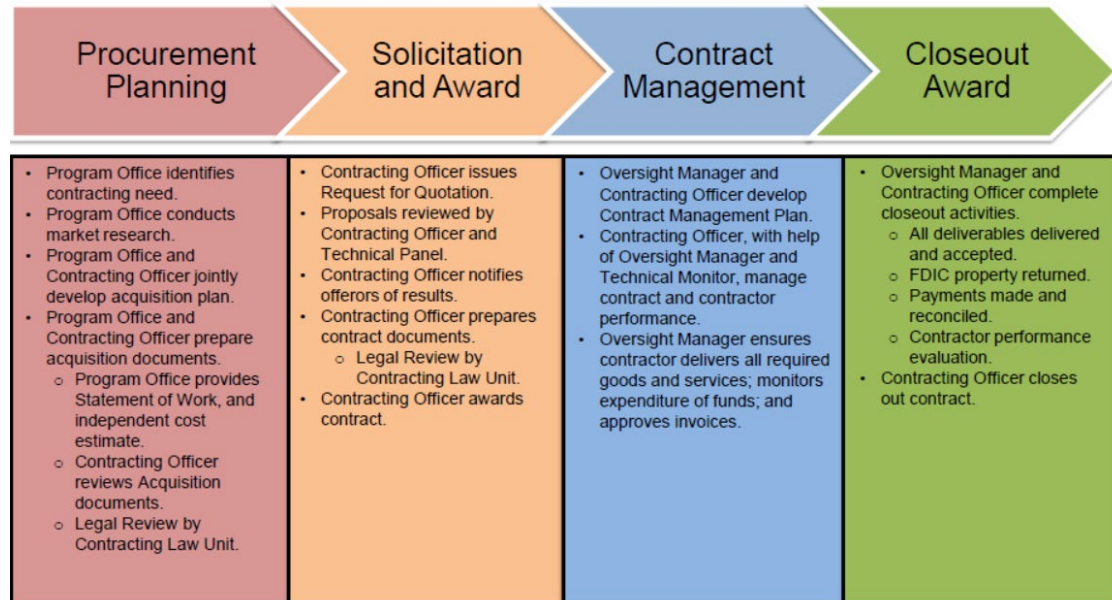 Procurement
Planning
Solicitation
and Award
Contract
Management
Closeout
Award
• Program Office identifies
contracting need.
• Program Office conducts
market research.
• Program Office and
Contracting Officer jointly
develop acquisition plan.
• Program Office and
Contracting Officer prepare
acquisition documents.
o Program Office provides
Statement of Work, and
independent cost
estimate.
o Contracting Officer
reviews Acquisition
documents.
o Legal Review by
Contracting Law Unit.
• Contracting Officer issues
Request for Quotation.
• Proposals reviewed by
Contracting Officer and
Technical Panel.
• Contracting Officer notifies
offerors of results.
• Contracting Officer prepares
contract documents.
o Legal Review by
Contracting Law Unit.
• Contracting Officer awards
contract.
• Oversight Manager and
Contracting Officer develop
Contract Management Plan.
• Contracting Officer, with help
of Oversight Manager and
Technical Monitor, manage
contract and contractor
performance.
• Oversight Manager ensures
contractor delivers all required
goods and services; monitors
expenditure of funds; and
approves invoices.
• Oversight Manager and
Contracting Officer complete
closeout activities.
o All deliverables delivered
and accepted.
o FDIC property returned.
o Payments made and
reconciled.
o Contractor performance
evaluation.
• Contracting Officer closes
out contract.